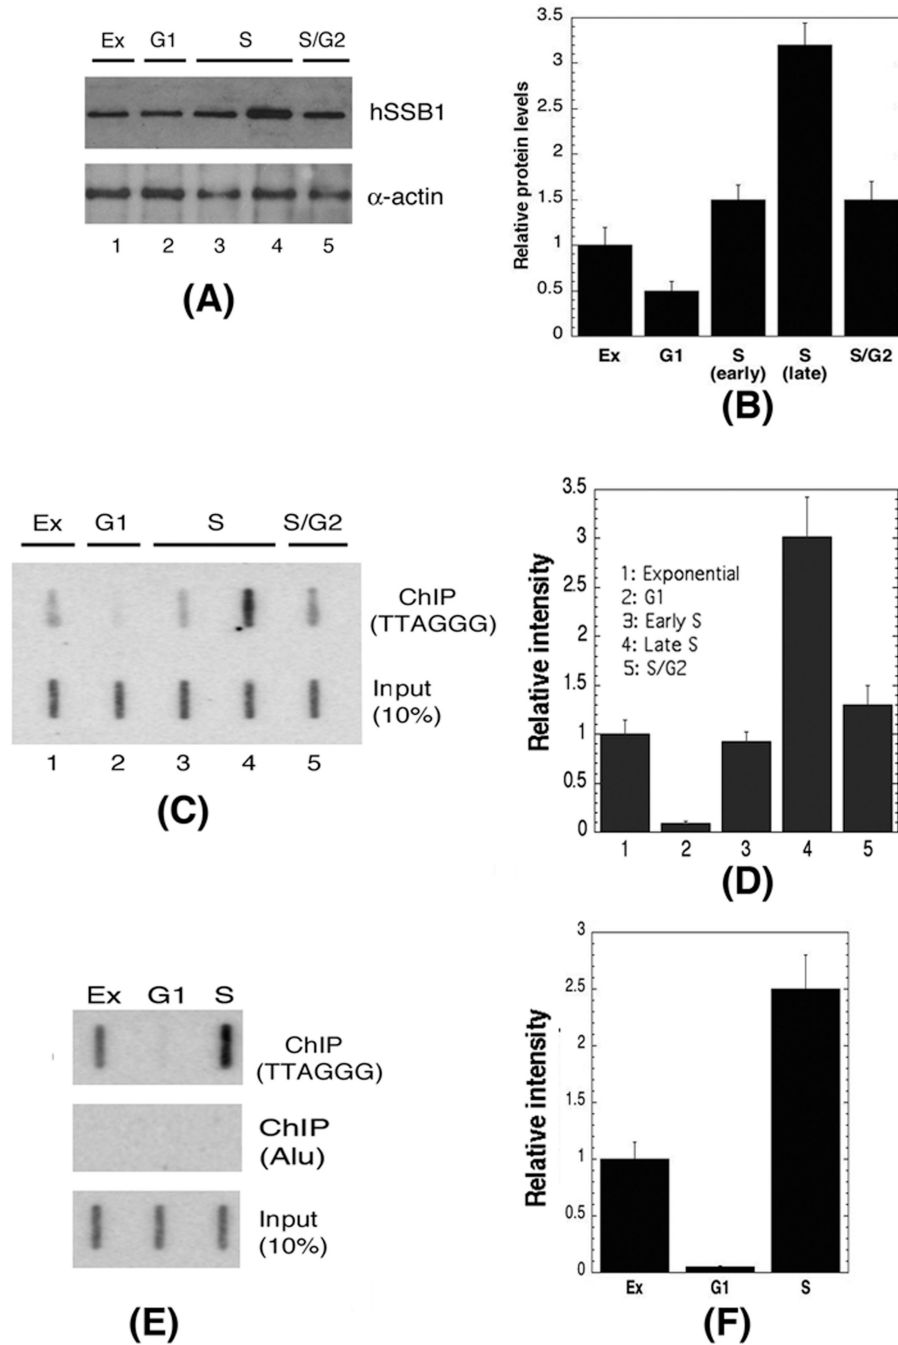 Ex G1 S S/G2
hSSB1
α-actin
1 2 3 4 5
(A)
Relative protein levels
3.5
3
2.5
2
1.5
1
0.5
0
Ex G1 S S S/G2
(early) (late)
(B)
Ex G1 S S/G2
ChIP
(TTAGGG)
Input
(10%)
1 2 3 4 5
(C)
Relative intensity
3.5
3
2.5
2
1.5
1
0.5
0
1: Exponential
2: G1
3: Early S
4: Late S
5: S/G2
1 2 3 4 5
(D)
Ex G1 S
ChIP
(TTAGGG)
ChIP
(Alu)
Input
(10%)
(E)
Relative intensity
3
2.5
2
1.5
1
0.5
0
Ex G1 S
(F)